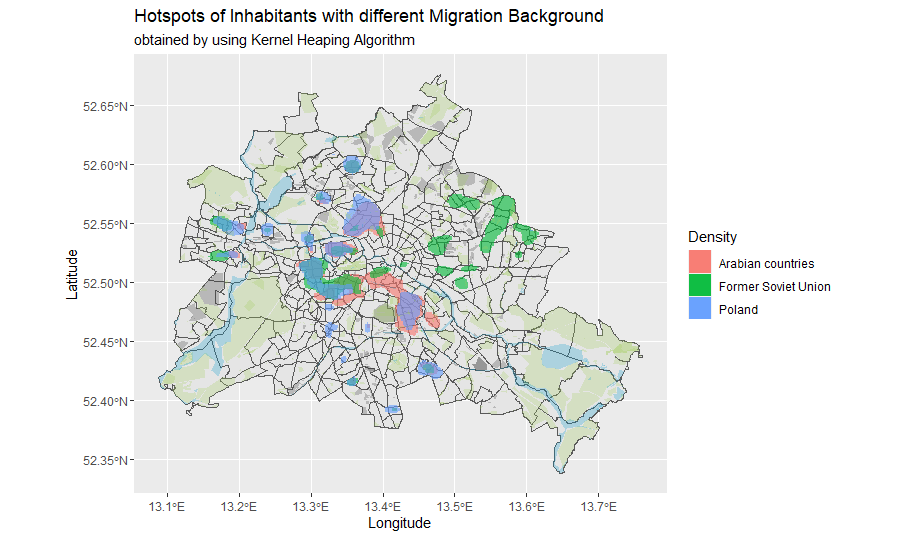 Hotspots of Inhabitants with different Migration Background
obtained by using Kernel Heaping Algorithm
52.65°N
52.60°N
52.55°N
52.50°N
52.45°N
52.40°N
52.35°N
Latitude
13.1°E 13.2°E 13.3°E 13.4°E 13.5°E 13.6°E 13.7°E
Longitude
Density
Arabian countries
Former Soviet Union
Poland